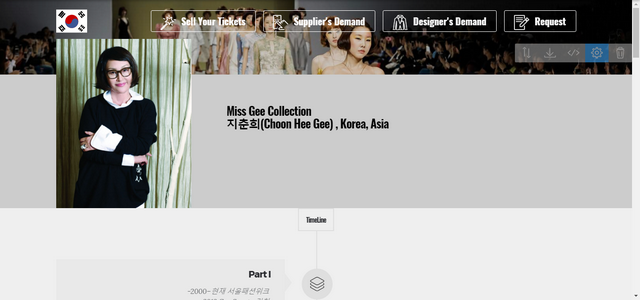 Sell Your Tickets
Supplier's Demand
Designer's Demand
Request
Miss Gee Collection
지춘희(Choon Hee Gee) , Korea, Asia
TimeLine
Part I
-2000~현재 서울패션위크